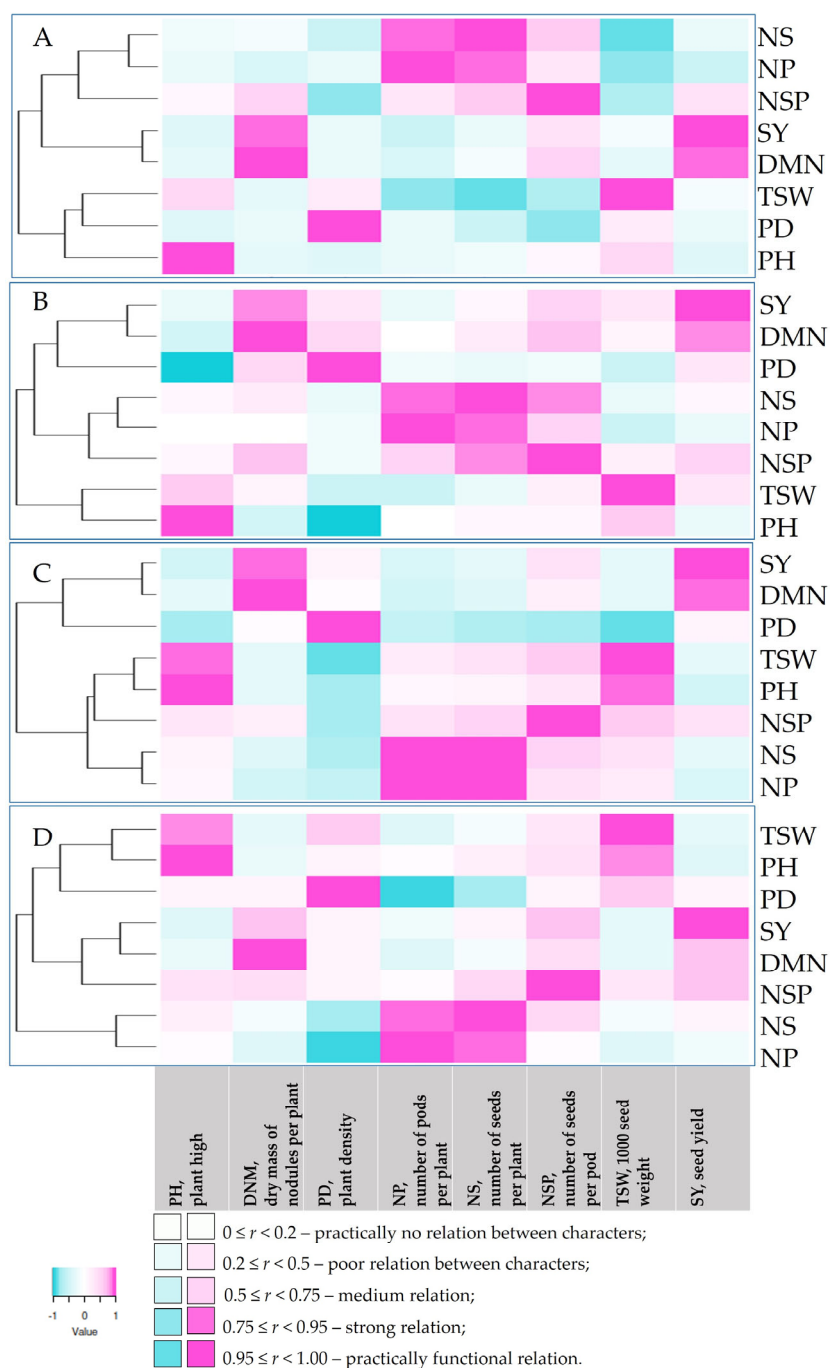 A
NS
NP
NSP
SY
DMN
TSW
PD
PH
B
SY
DMN
PD
NS
NP
NSP
TSW
PH
C
SY
DMN
PD
TSW
PH
NSP
NS
NP
D
TSW
PH
PD
SY
DMN
NSP
NS
NP
PH,
plant high
DNM,
dry mass of
nodules per plant
PD,
plant density
NP,
number of pods
per plant
NS,
number of seeds
per plant
NSP,
number of seeds
per pod
TSW, 1000 seed
weight
SY, seed yield
0 ≤ r < 0.2 – practically no relation between characters;
0.2 ≤ r < 0.5 – poor relation between characters;
0.5 ≤ r < 0.75 – medium relation;
0.75 ≤ r < 0.95 – strong relation;
0.95 ≤ r < 1.00 – practically functional relation.
-1 0 1
Value